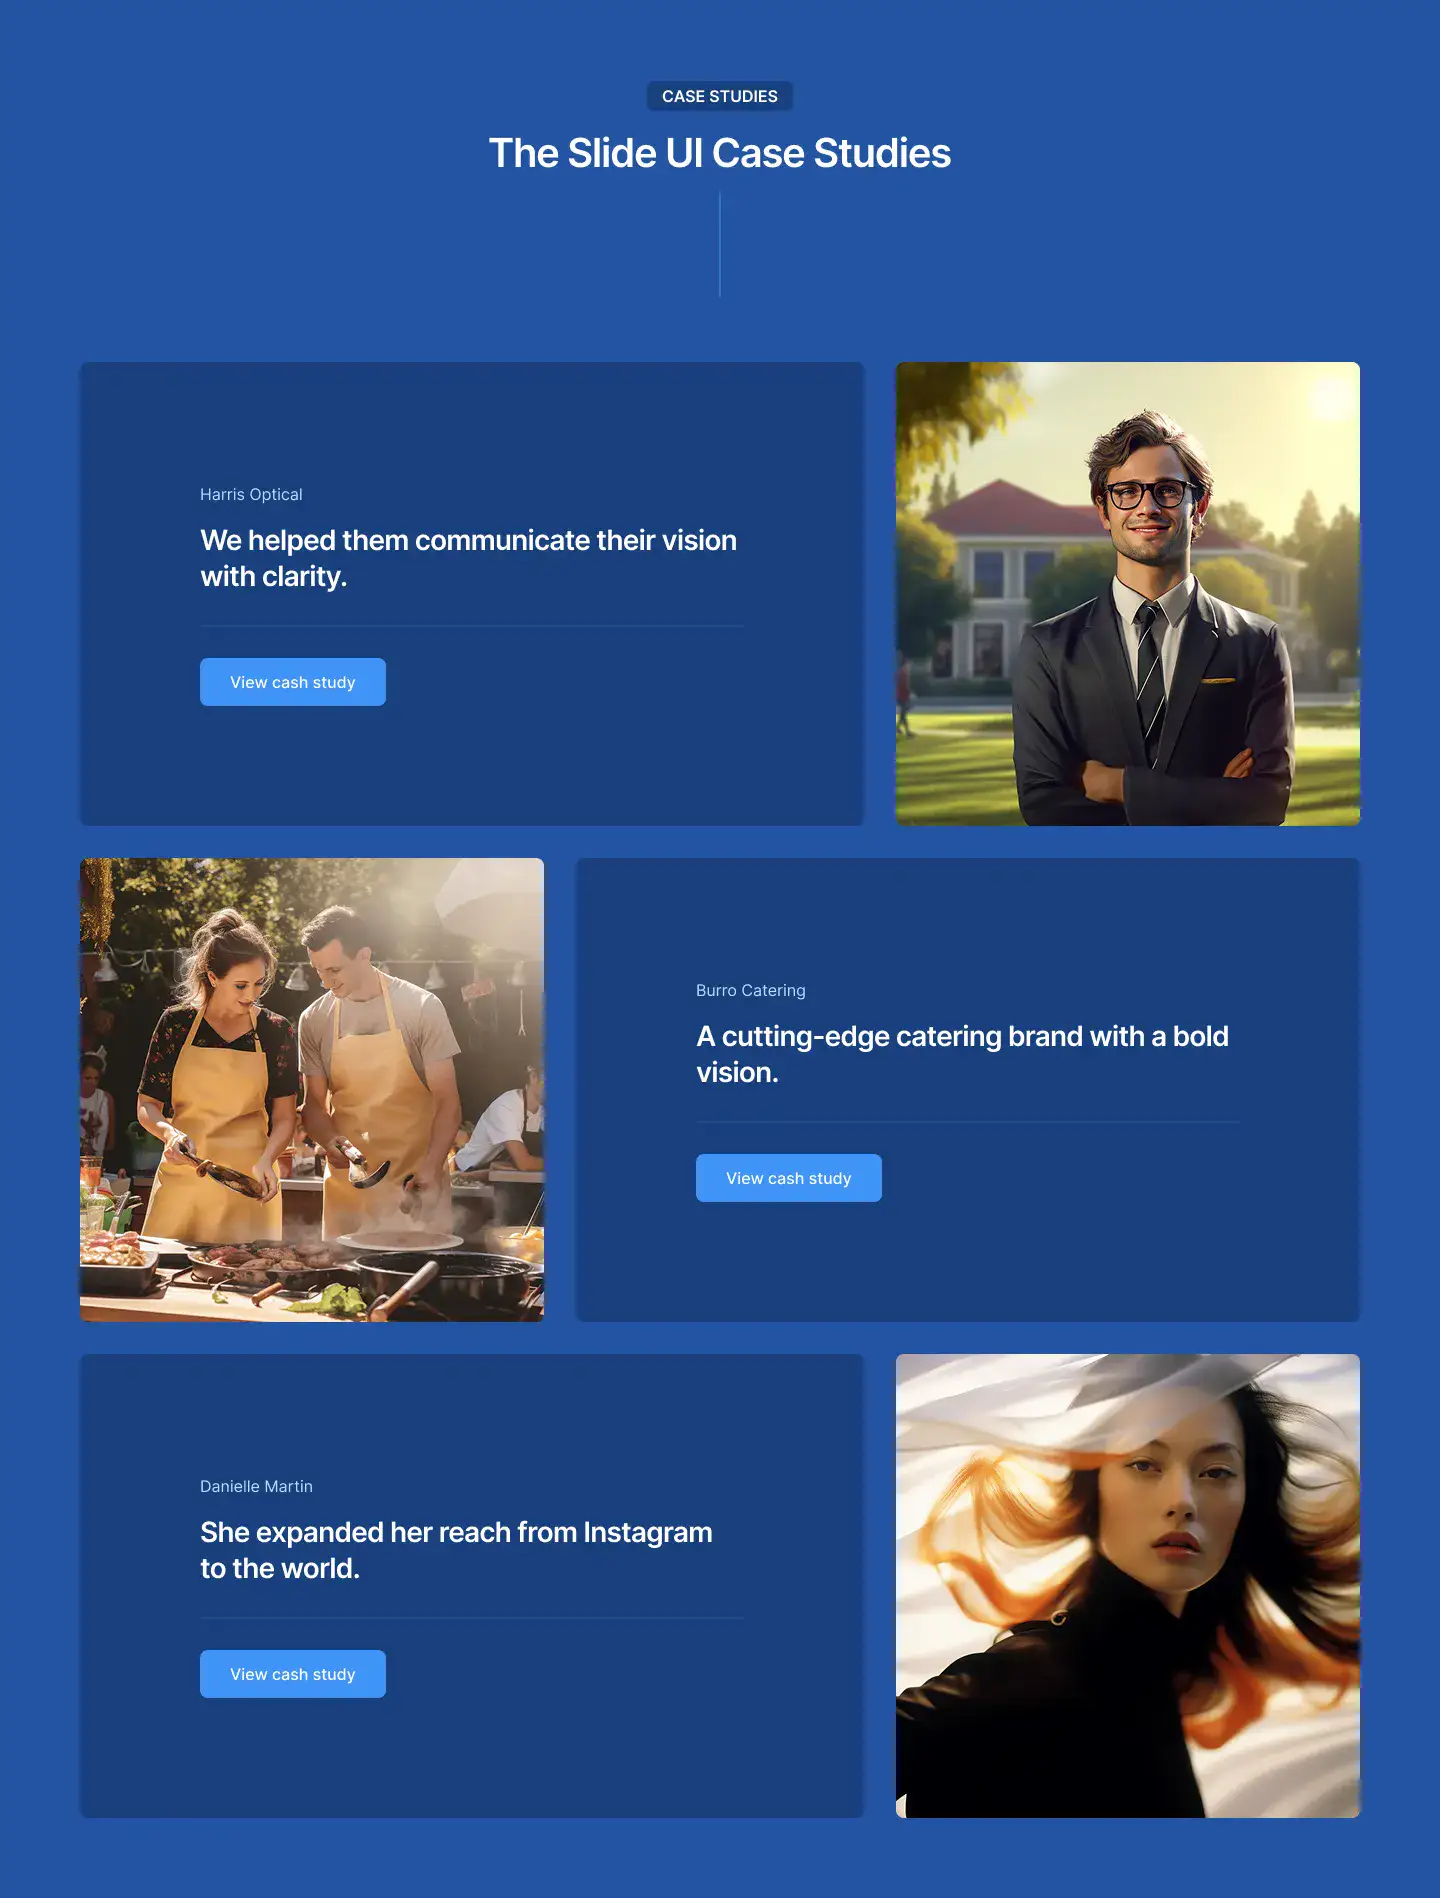 CASE STUDIES
The Slide UI Case Studies
Harris Optical
We helped them communicate their vision
with clarity.
View cash study
Burro Catering
A cutting-edge catering brand with a bold
vision.
View cash study
Danielle Martin
She expanded her reach from Instagram
to the world.
View cash study